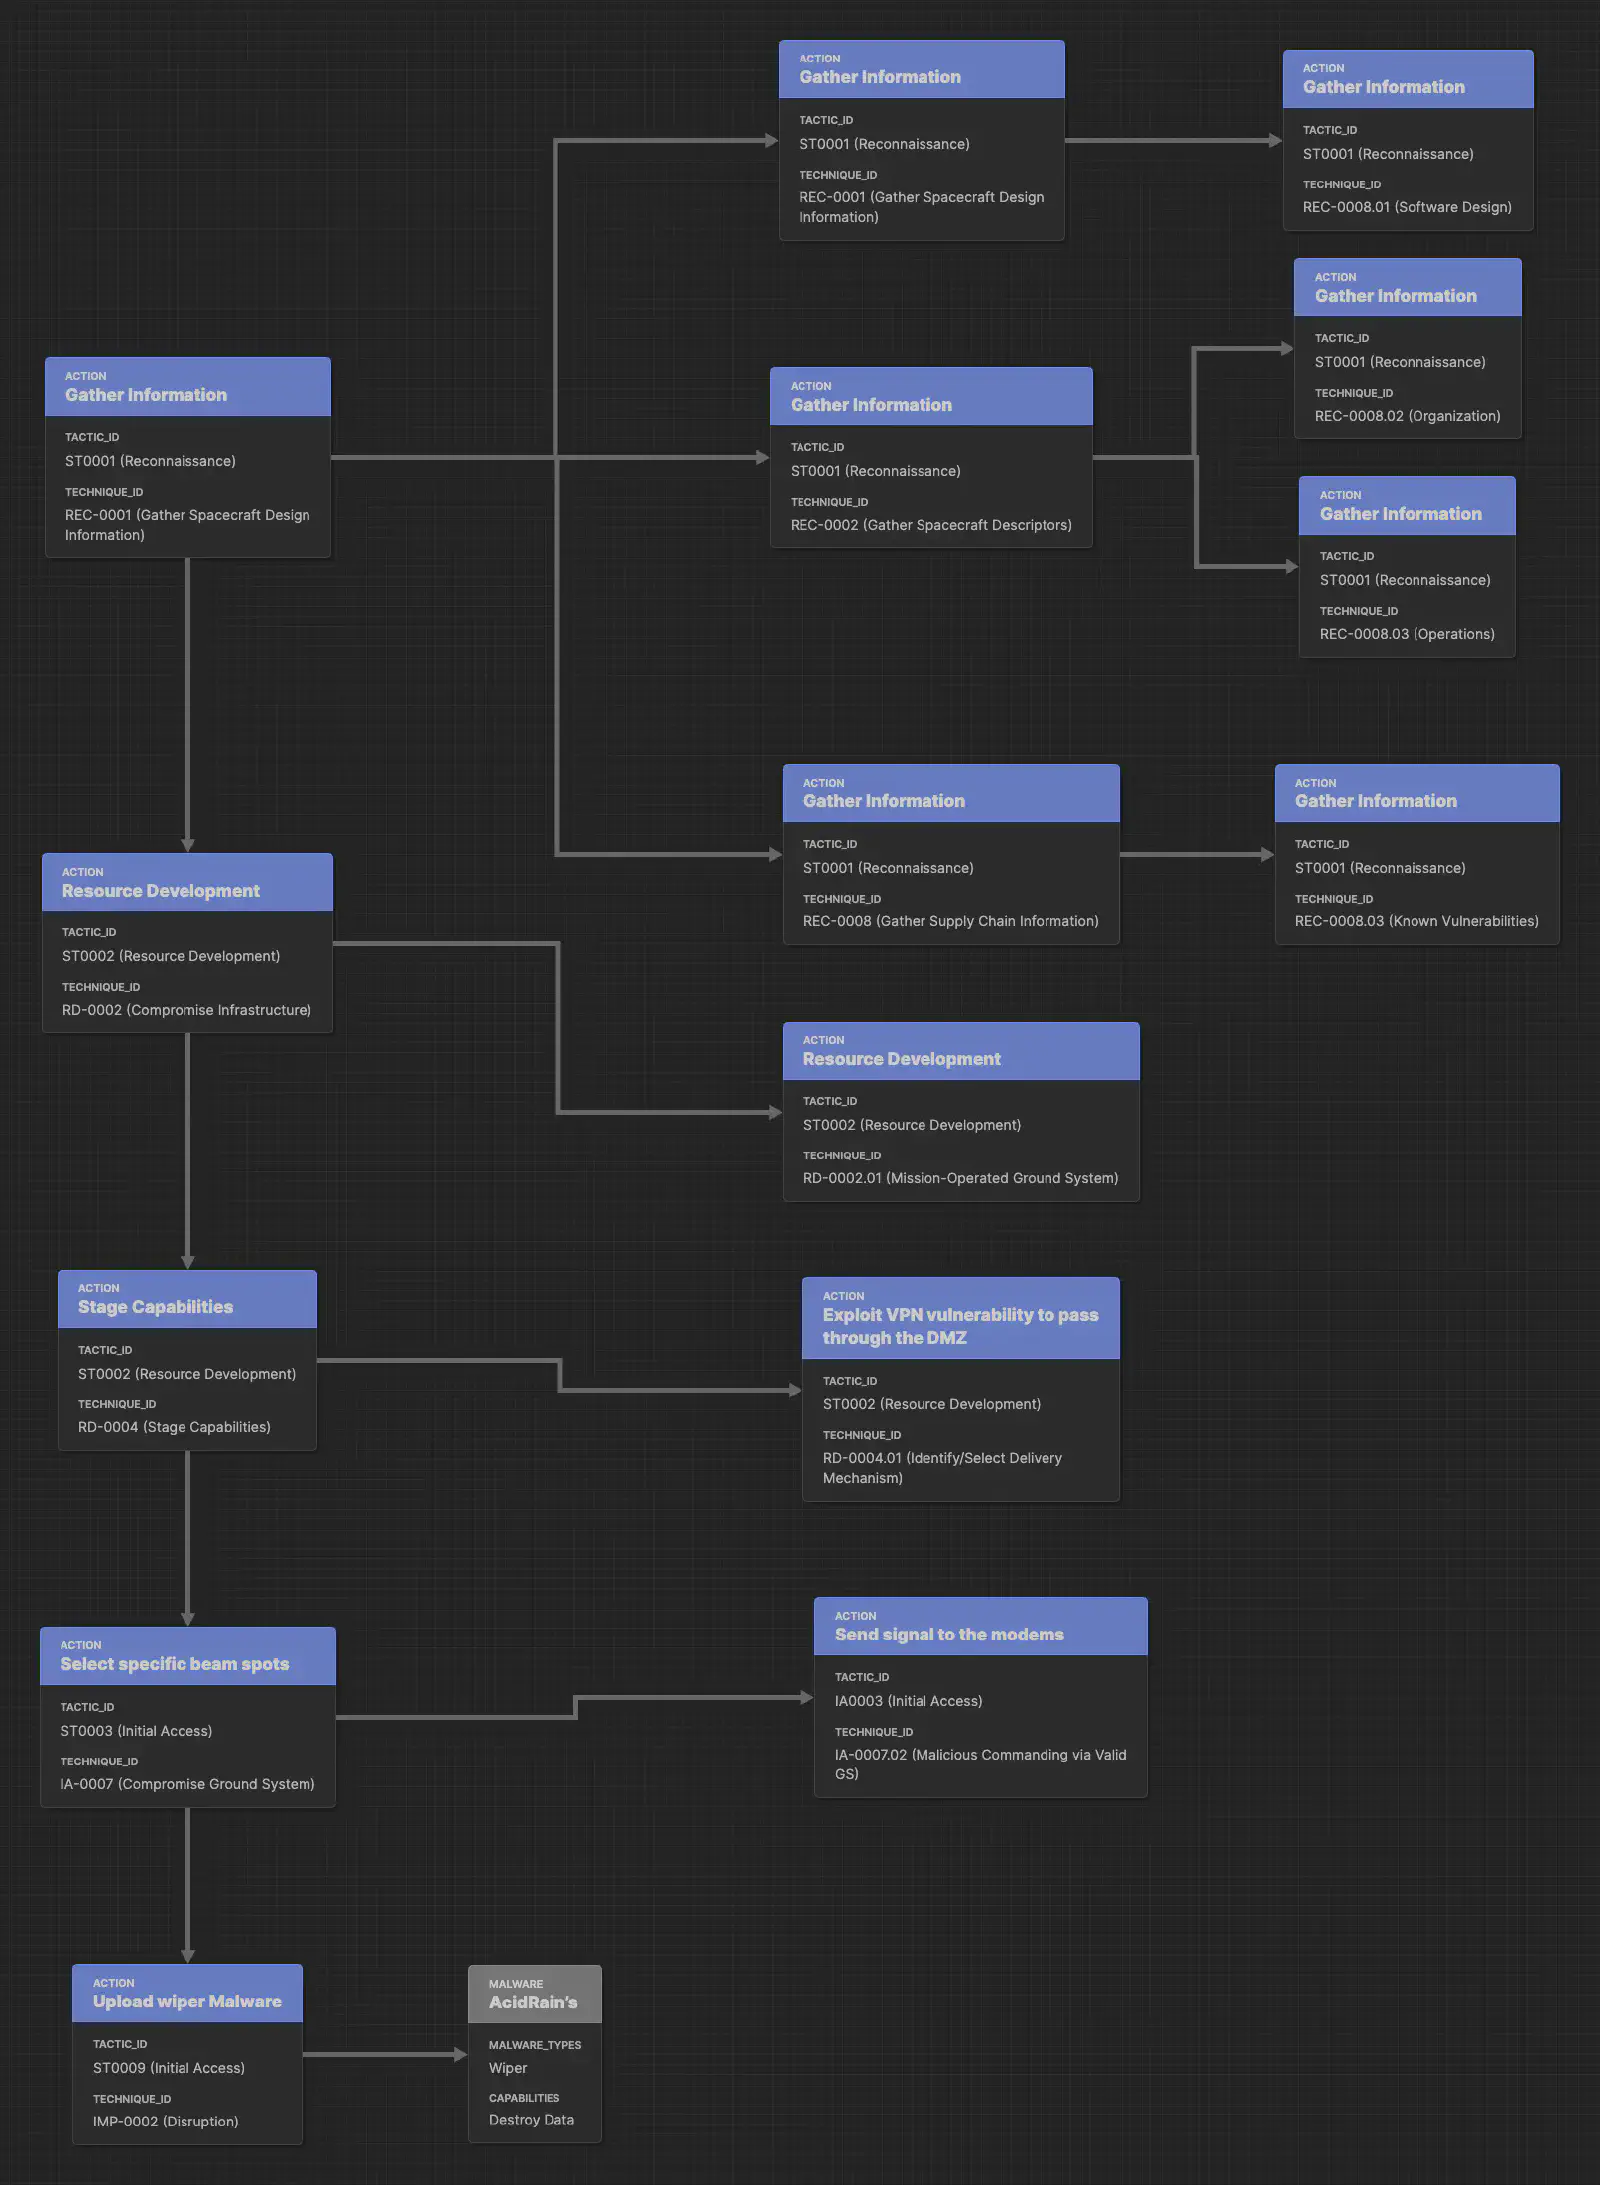 ACTION
Gather Information
TACTIC_ID
ST0001 (Reconnaissance)
TECHNIQUE_ID
REC-0001 (Gather Spacecraft Design
Information)
ACTION
Gather Information
TACTIC_ID
ST0001 (Reconnaissance)
TECHNIQUE_ID
REC-0008.01 (Software Design)
ACTION
Gather Information
TACTIC_ID
ST0001 (Reconnaissance)
TECHNIQUE_ID
REC-0008.02 (Organization)
ACTION
Gather Information
TACTIC_ID
ST0001 (Reconnaissance)
TECHNIQUE_ID
REC-0001 (Gather Spacecraft Design
Information)
ACTION
Gather Information
TACTIC_ID
ST0001 (Reconnaissance)
TECHNIQUE_ID
REC-0002 (Gather Spacecraft Descriptors)
ACTION
Gather Information
TACTIC_ID
ST0001 (Reconnaissance)
TECHNIQUE_ID
REC-0008.03 (Operations)
ACTION
Gather Information
TACTIC_ID
ST0001 (Reconnaissance)
TECHNIQUE_ID
REC-0008 (Gather Supply Chain Information)
ACTION
Gather Information
TACTIC_ID
ST0001 (Reconnaissance)
TECHNIQUE_ID
REC-0008.03 (Known Vulnerabilities)
ACTION
Resource Development
TACTIC_ID
ST0002 (Resource Development)
TECHNIQUE_ID
RD-0002 (Compromise Infrastructure)
ACTION
Resource Development
TACTIC_ID
ST0002 (Resource Development)
TECHNIQUE_ID
RD-0002.01 (Mission-Operated Ground System)
ACTION
Stage Capabilities
TACTIC_ID
ST0002 (Resource Development)
TECHNIQUE_ID
RD-0004 (Stage Capabilities)
ACTION
Exploit VPN vulnerability to pass
through the DMZ
TACTIC_ID
ST0002 (Resource Development)
TECHNIQUE_ID
RD-0004.01 (Identify/Select Delivery
Mechanism)
ACTION
Select specific beam spots
TACTIC_ID
ST0003 (Initial Access)
TECHNIQUE_ID
IA-0007 (Compromise Ground System)
ACTION
Send signal to the modems
TACTIC_ID
IA0003 (Initial Access)
TECHNIQUE_ID
IA-0007.02 (Malicious Commanding via Valid
GS)
ACTION
Upload wiper Malware
TACTIC_ID
ST0009 (Initial Access)
TECHNIQUE_ID
IMP-0002 (Disruption)
MALWARE
AcidRain's
MALWARE_TYPES
Wiper
CAPABILITIES
Destroy Data